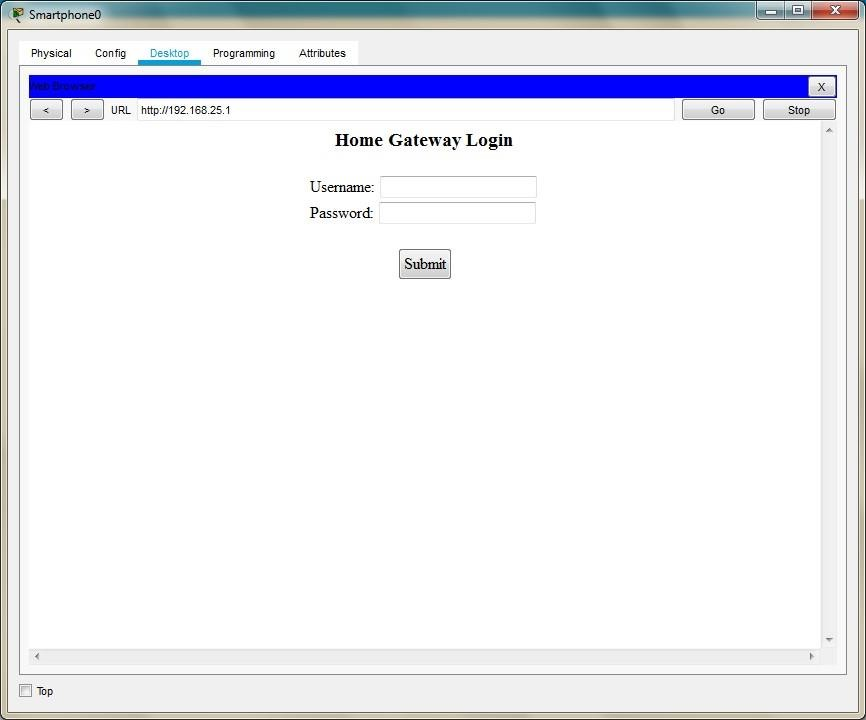 Smartphone0
Physical Config Desktop Programming Attributes
Web Browser X
< > URL http://192.168.25.1 Go Stop
Home Gateway Login
Username:
Password:
Submit
Top